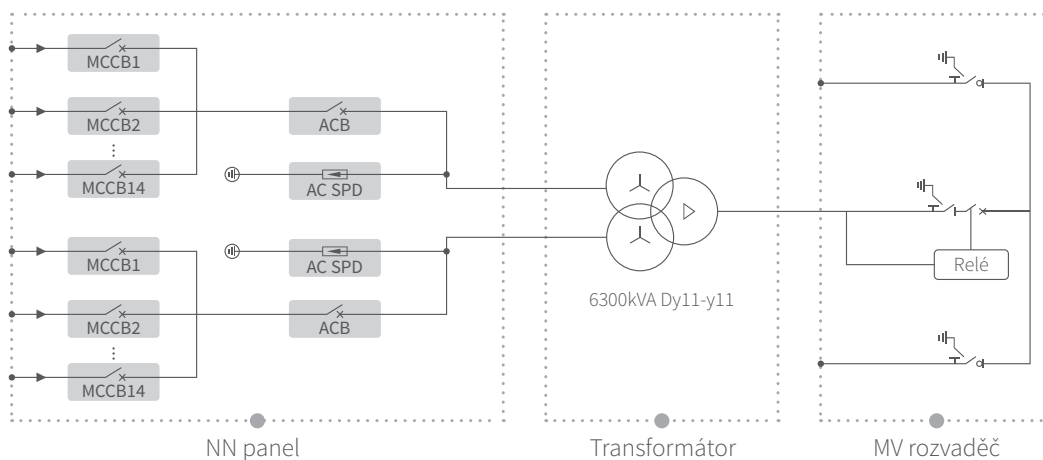 MCCB1
MCCB2
ACB
MCCB14
AC SPD
MCCB1
AC SPD
MCCB2
ACB
MCCB14
6300kVA Dy11-y11
Relé
NN panel
Transformátor
MV rozvaděč